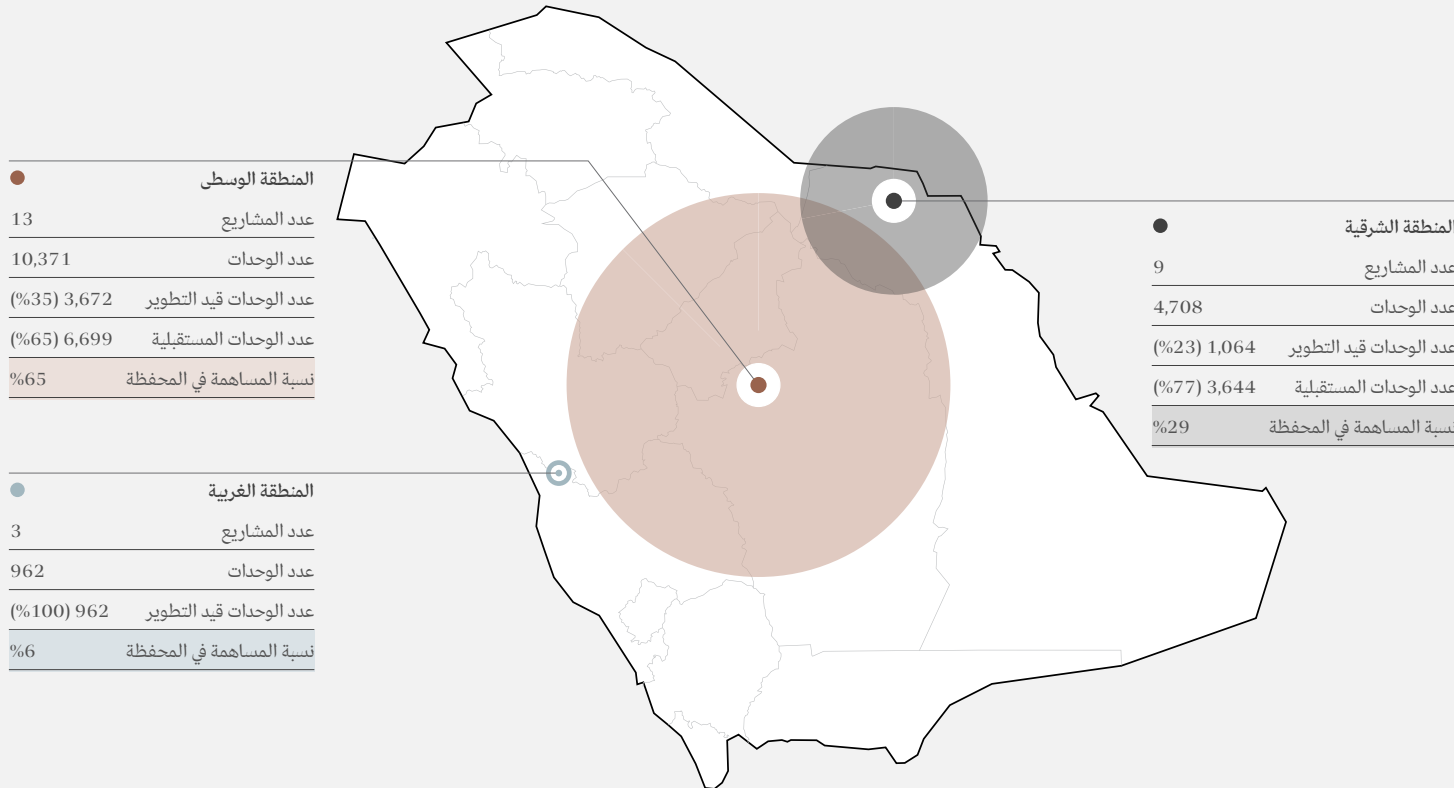 المنطقة الوسطى
عدد المشاريع 13
عدد الوحدات 10,371
عدد الوحدات قيد التطوير 3,672 (%35)
عدد الوحدات المستقبلية 6,699 (%65)
نسبة المساهمة في المحفظة %65
المنطقة الشرقية
عدد المشاريع 9
عدد الوحدات 4,708
عدد الوحدات قيد التطوير 1,064 (%23)
عدد الوحدات المستقبلية 3,644 (%77)
نسبة المساهمة في المحفظة %29
المنطقة الغربية
عدد المشاريع 3
عدد الوحدات 962
عدد الوحدات قيد التطوير 962 (%100)
نسبة المساهمة في المحفظة %6